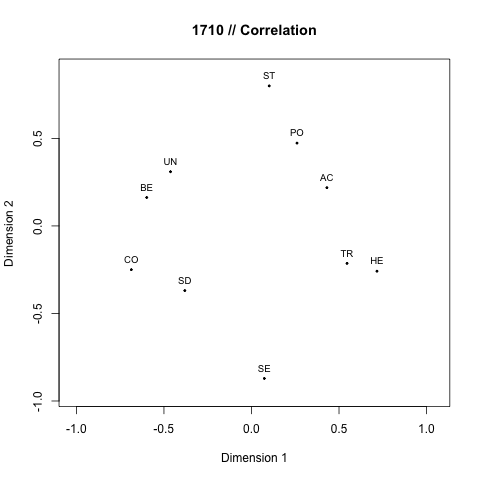 1710 // Correlation
ST
PO
UN
AC
BE
TR
HE
CO
SD
SE
Dimension 2
0.5
0.0
-0.5
-1.0
-1.0
-0.5
0.0
0.5
1.0
Dimension 1